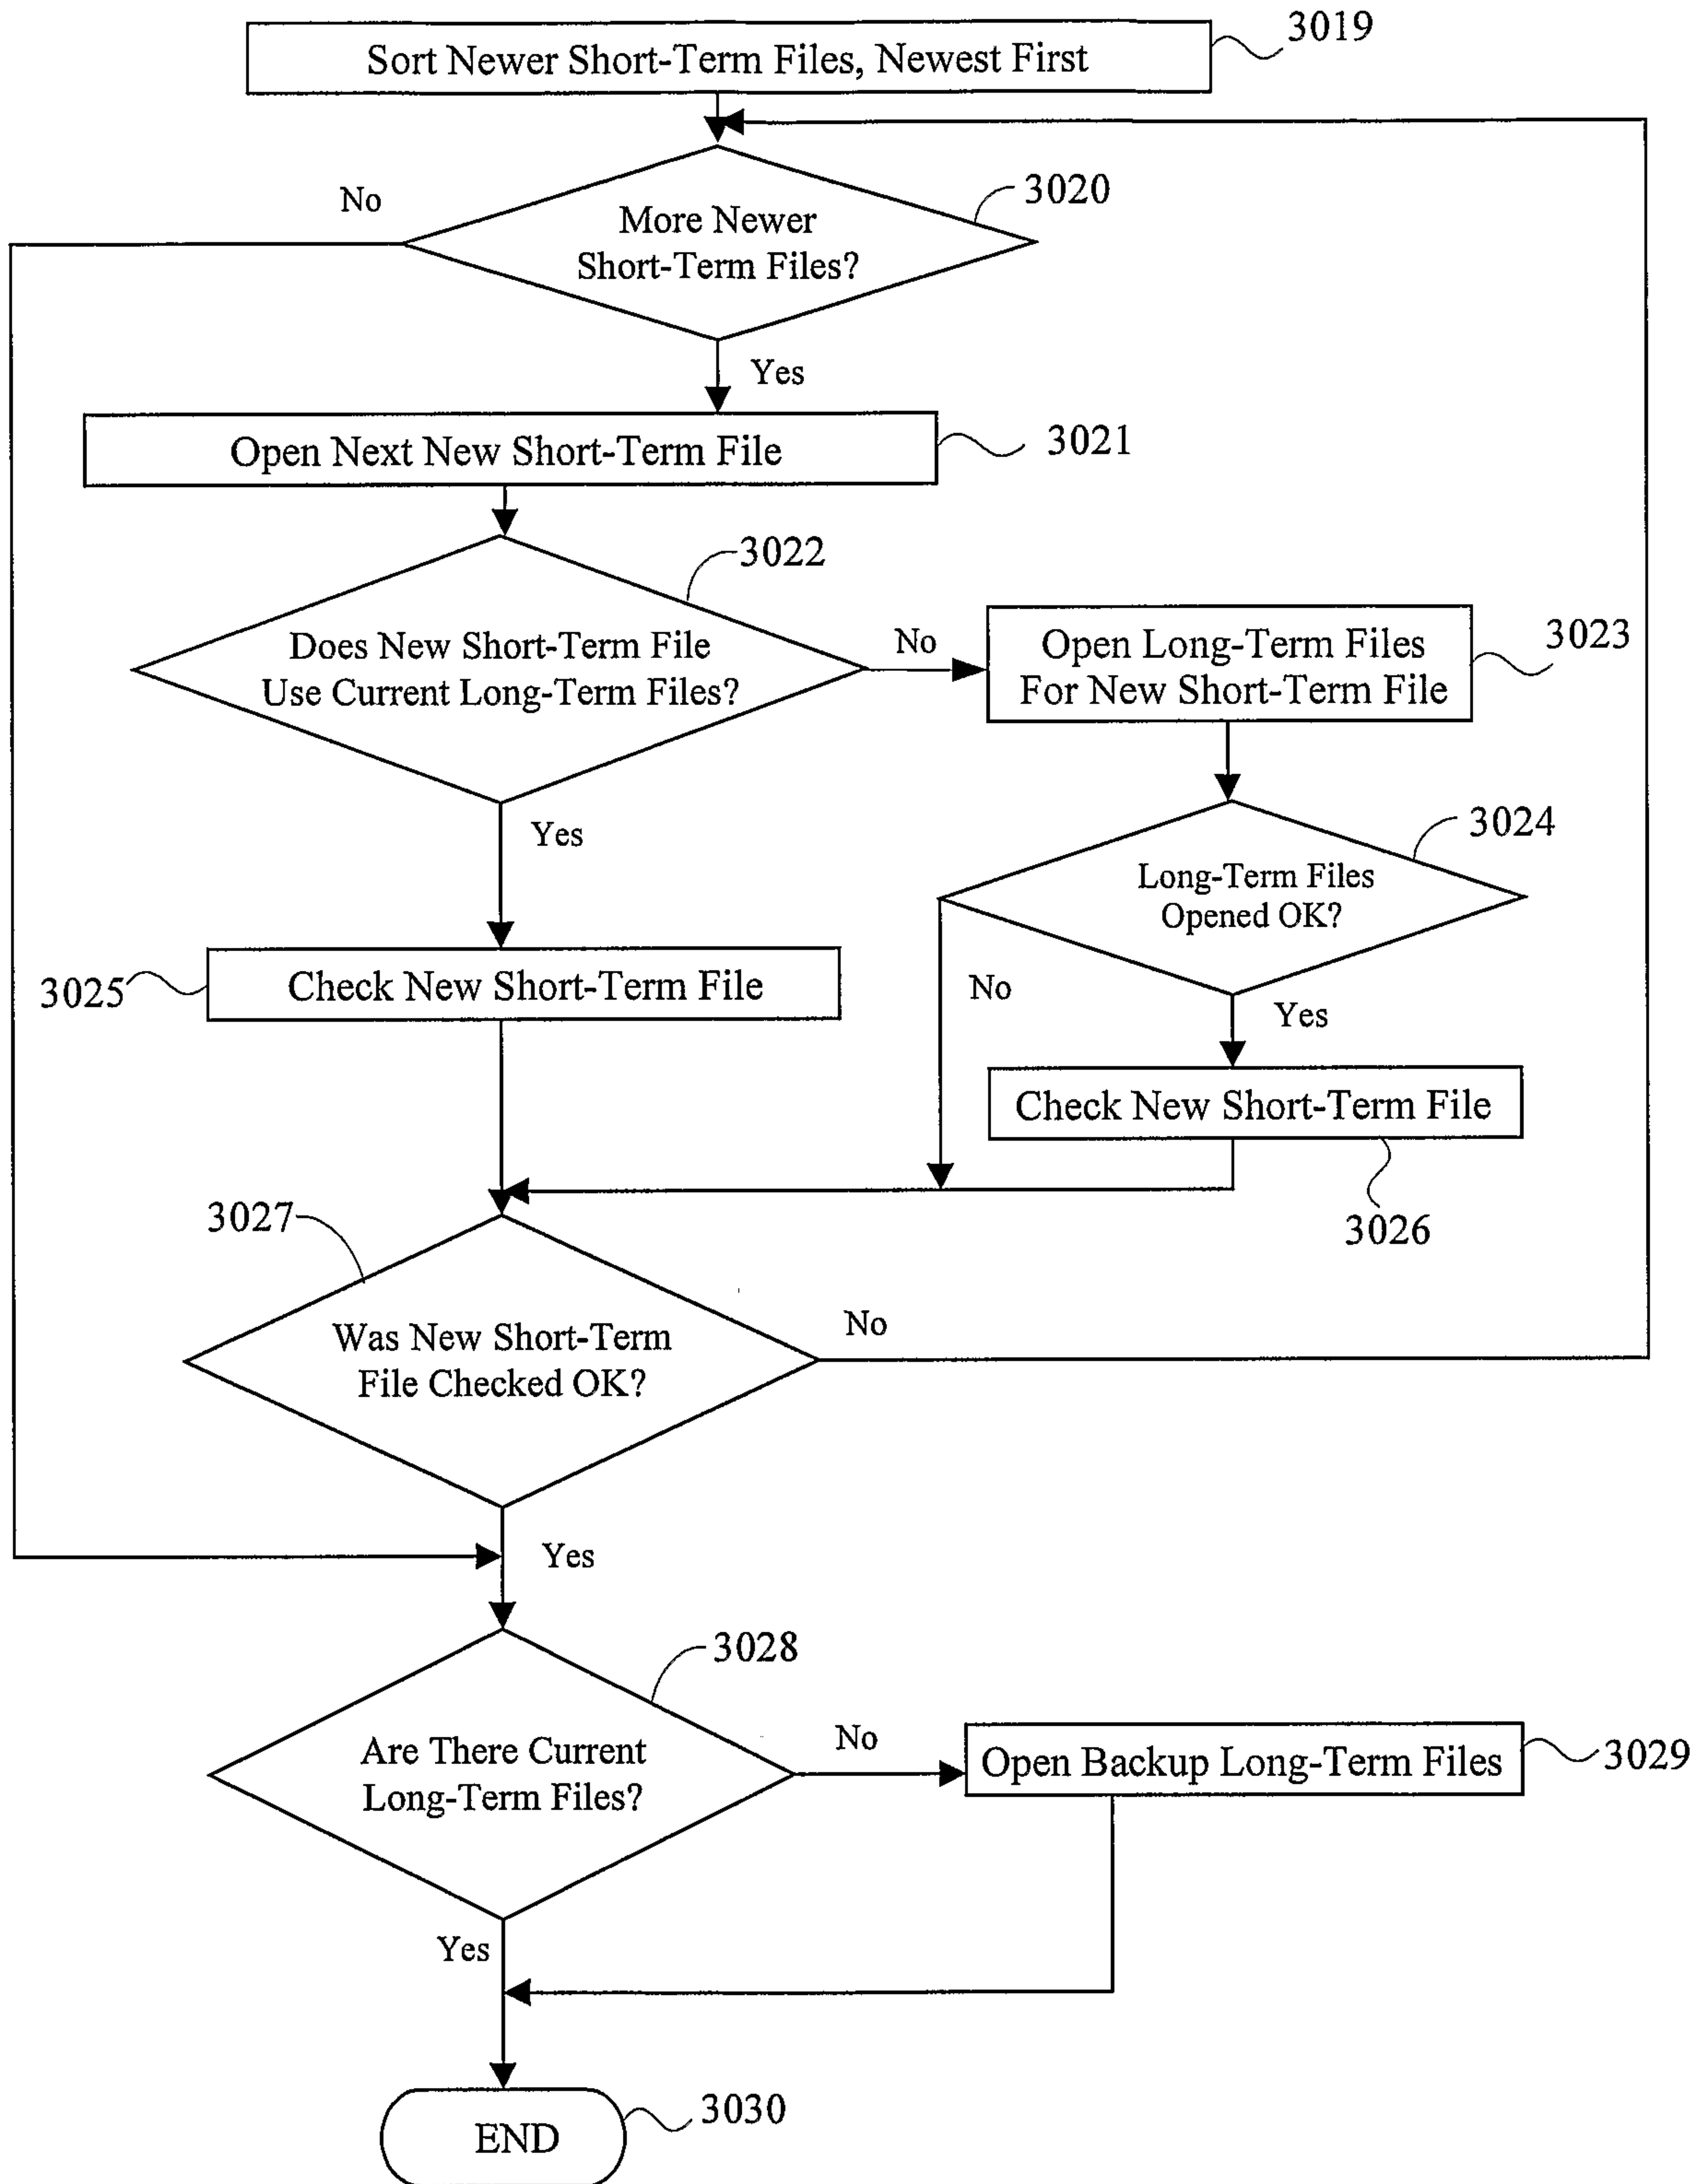 Sort Newer Short-Term Files, Newest First
3019
No
More Newer
Short-Term Files?
3020
Yes
Open Next New Short-Term File
3021
3022
Does New Short-Term File
Use Current Long-Term Files?
No
Open Long-Term Files
For New Short-Term File
3023
Yes
3024
Long-Term Files
Opened OK?
3025
Check New Short-Term File
No
Yes
Check New Short-Term File
3026
3027
Was New Short-Term
File Checked OK?
No
Yes
3028
Are There Current
Long-Term Files?
No
Open Backup Long-Term Files
3029
Yes
END
3030